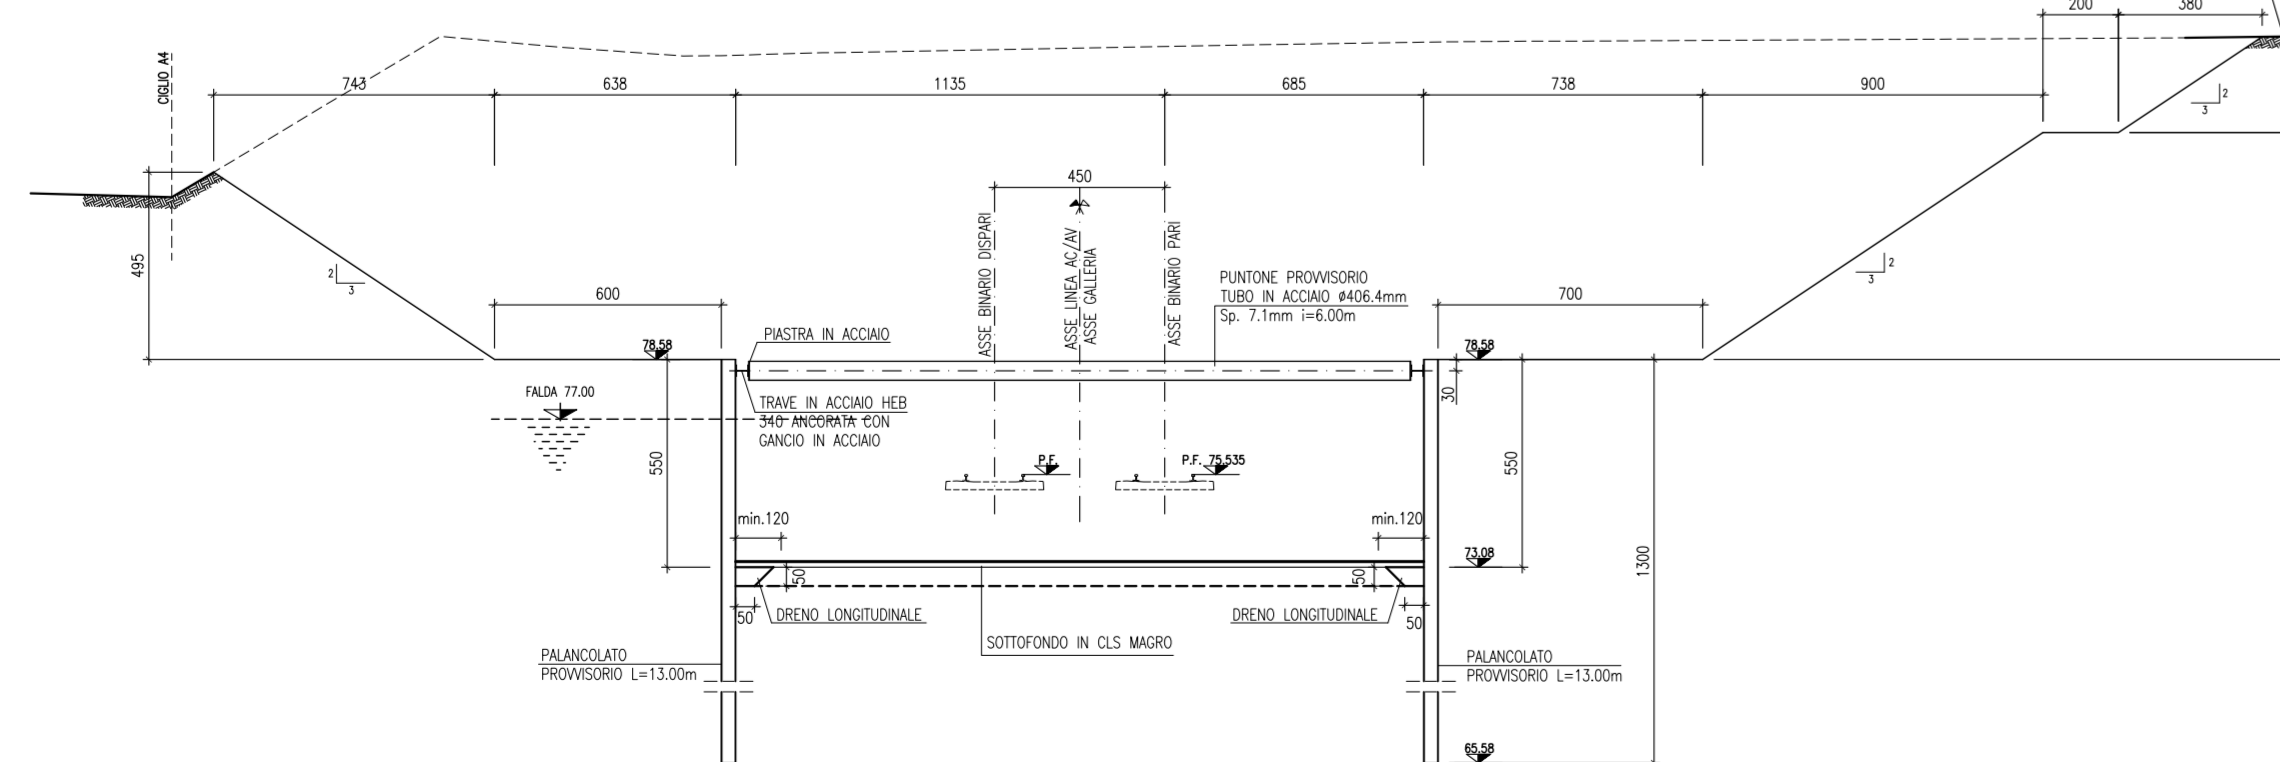 200
380
CIGLIO A4
743
638
1135
685
738
900
2
3
450
495
2
3
ASSE BINARIO DISPARI
ASSE LINEA AC/AV
ASSE GALLERIA
ASSE BINARIO PARI
PUNTONE PROVVISORIO
TUBO IN ACCIAIO Ø406.4mm
Sp. 7.1mm i=6.00m
2
3
600
700
PIASTRA IN ACCIAIO
78.58
78.58
FALDA 77.00
TRAVE IN ACCIAIO HEB
340 ANCORATA CON
GANCIO IN ACCIAIO
30
550
P.F.
P.F. 75.535
550
min.120
min.120
73.08
50
50
1300
50
DRENO LONGITUDINALE
DRENO LONGITUDINALE
50
SOTTOFONDO IN CLS MAGRO
PALANCOLATO
PROVVISORIO L=13.00m
PALANCOLATO
PROVVISORIO L=13.00m
65.58